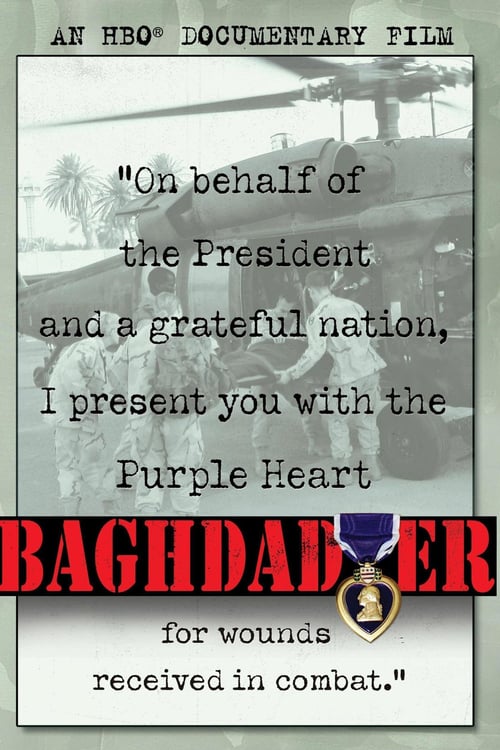 AN HBO® DOCUMENTARY FILM
"On behalf of
the President
and a grateful nation,
I present you with the
Purple Heart
BAGHDAD ER
for wounds
received in combat."